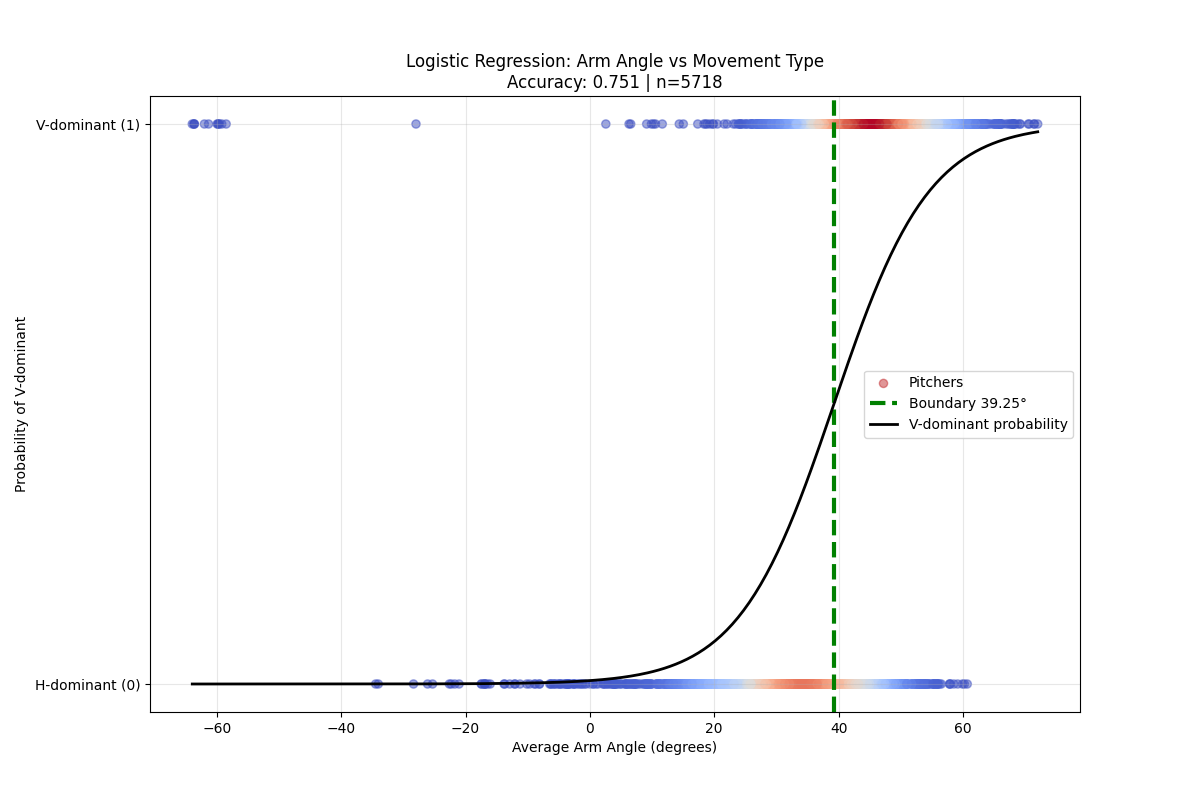 Logistic Regression: Arm Angle vs Movement Type
Accuracy: 0.751 | n=5718
V-dominant (1)
Probability of V-dominant
Pitchers
Boundary 39.25°
V-dominant probability
H-dominant (0)
−60 −40 −20 0 20 40 60
Average Arm Angle (degrees)